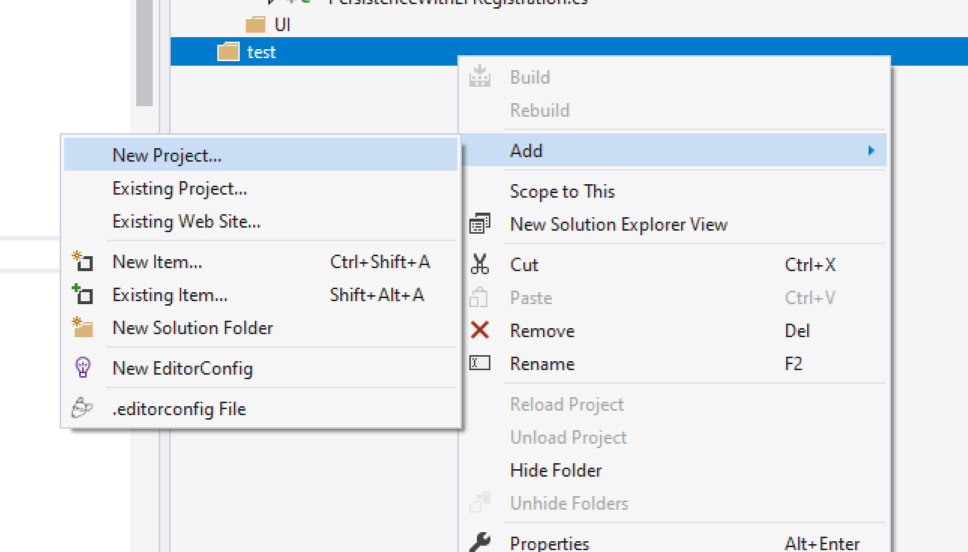 PersistenceWithEFRegistration.cs
UI
test
Build
Rebuild
Add
Scope to This
New Solution Explorer View
Cut Ctrl+X
Paste Ctrl+V
Remove Del
Rename F2
Reload Project
Unload Project
Hide Folder
Unhide Folders
Properties Alt+Enter
New Project...
Existing Project...
Existing Web Site...
New Item... Ctrl+Shift+A
Existing Item... Shift+Alt+A
New Solution Folder
New EditorConfig
.editorconfig File